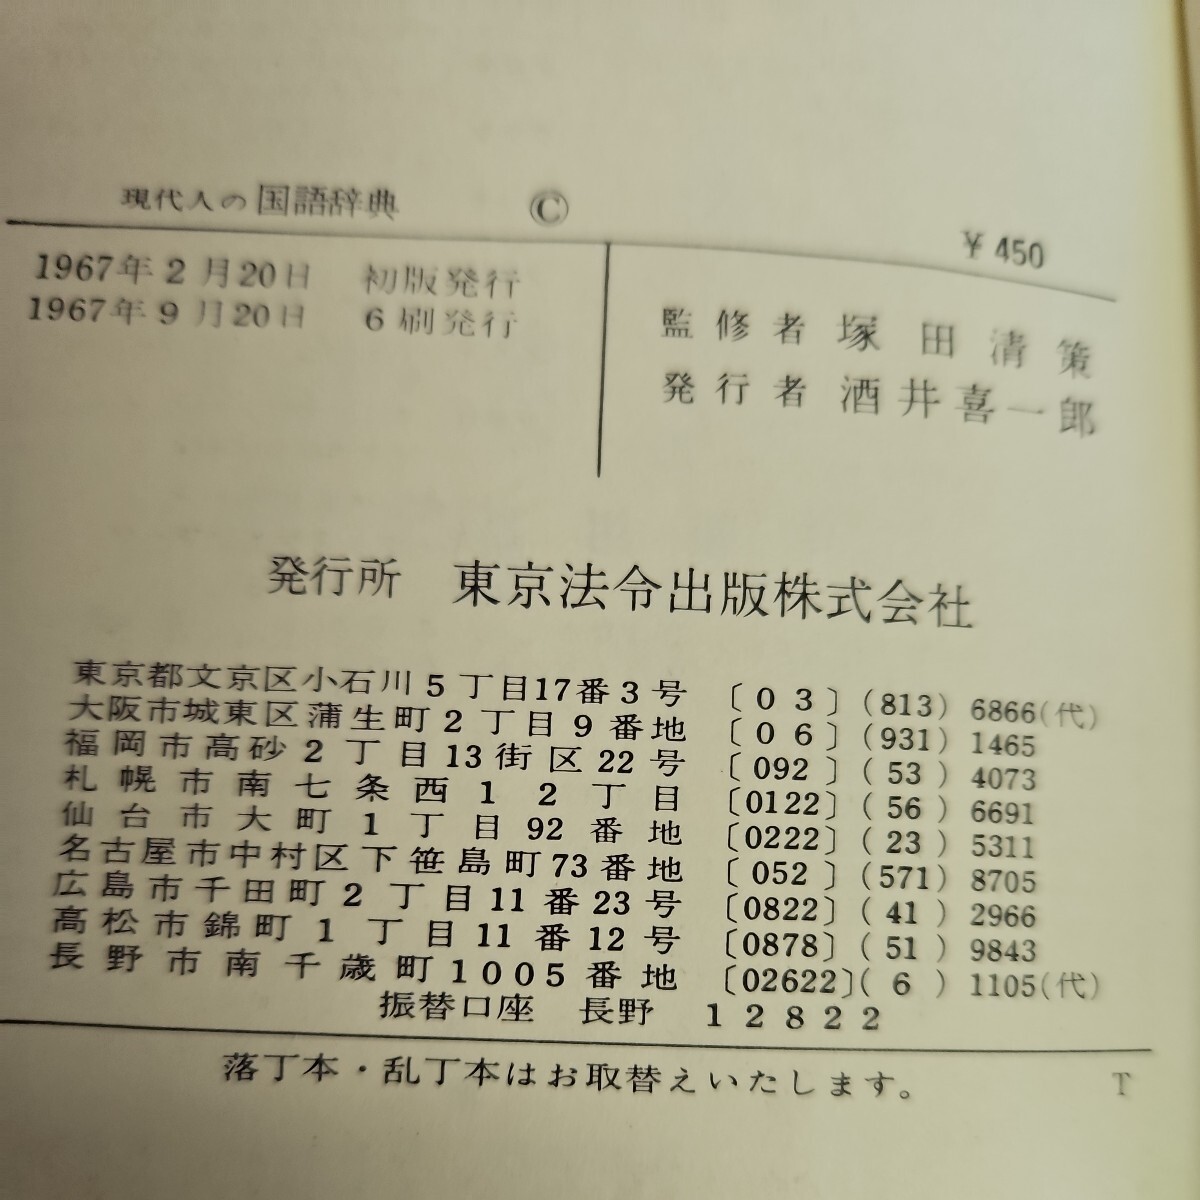 現代人の国語辞典 ©
¥450
1967年2月20日 初版発行
1967年9月20日 6刷発行
監修者 塚田清策
発行者 酒井喜一郎
発行所 東京法令出版株式会社
東京都文京区小石川5丁目17番3号 〔03〕(813)6866(代)
大阪市城東区蒲生町2丁目9番地 〔06〕(931)1465
福岡市高砂2丁目13街区22号 〔092〕(53)4073
札幌市南七条西12丁目 〔0122〕(56)6691
仙台市大町1丁目92番地 〔0222〕(23)5311
名古屋市中村区下笹島町73番地 〔052〕(571)8705
広島市千田町2丁目11番23号 〔0822〕(41)2966
高松市錦町1丁目11番12号 〔0878〕(51)9843
長野市南千歳町1005番地 〔02622〕(6)1105(代)
振替口座 長野 12822
落丁本・乱丁本はお取替えいたします。
T